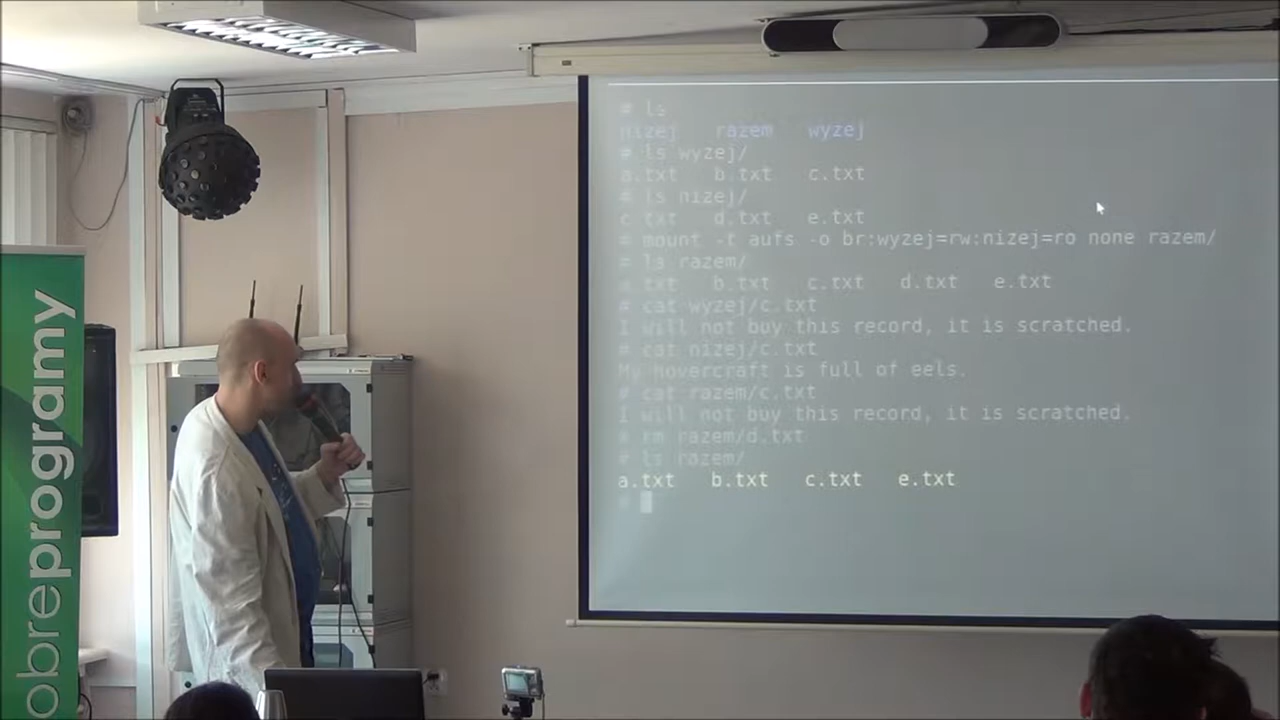 # ls
nizej razem wyzej
# ls wyzej/
a.txt b.txt c.txt
# ls nizej/
c.txt d.txt e.txt
# mount -t aufs -o br:wyzej=rw:nizej=ro none razem/
# ls razem/
a.txt b.txt c.txt d.txt e.txt
# cat wyzej/c.txt
I will not buy this record, it is scratched.
# cat nizej/c.txt
My hovercraft is full of eels.
# cat razem/c.txt
I will not buy this record, it is scratched.
# rm razem/d.txt
# ls razem/
a.txt b.txt c.txt e.txt
#
obreprogramy